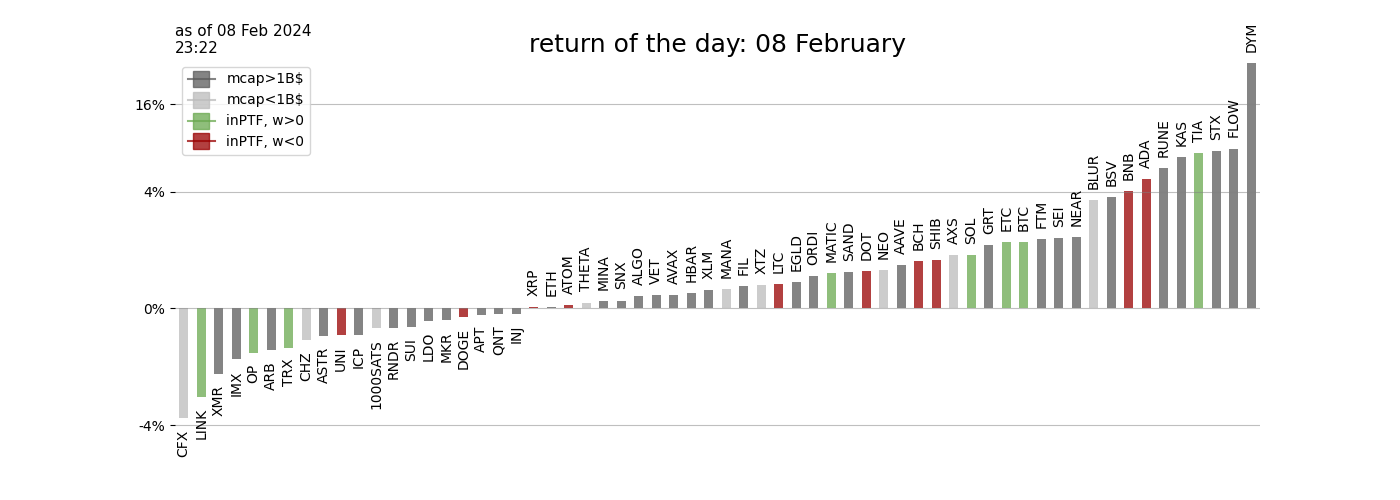 as of 08 Feb 2024
23:22
return of the day: 08 February
mcap>1B$
mcap<1B$
inPTF, w>0
inPTF, w<0
16%
4%
0%
-4%
CFX
LINK
XMR
IMX
OP
ARB
TRX
CHZ
ASTR
UNI
ICP
1000SATS
RNDR
SUI
LDO
MKR
DOGE
APT
QNT
INJ
XRP
ETH
ATOM
THETA
MINA
SNX
ALGO
VET
AVAX
HBAR
XLM
MANA
FIL
XTZ
LTC
EGLD
ORDI
MATIC
SAND
DOT
NEO
AAVE
BCH
SHIB
AXS
SOL
GRT
ETC
BTC
FTM
SEI
NEAR
BLUR
BSV
BNB
ADA
RUNE
KAS
TIA
STX
FLOW
DYM